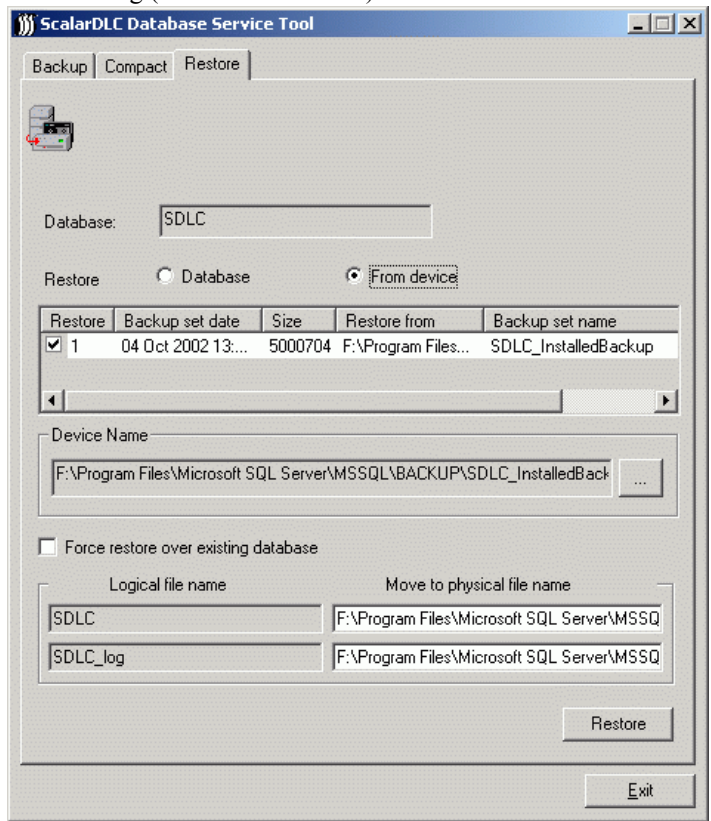 ScalarDLC Database Service Tool
Backup Compact Restore
Database: SDLC
Restore Database From device
Restore Backup set date Size Restore from Backup set name
1 04 Oct 2002 13:... 5000704 F:\Program Files... SDLC_InstalledBackup
Device Name
F:\Program Files\Microsoft SQL Server\MSSQL\BACKUP\SDLC_InstalledBack ...
Force restore over existing database
Logical file name Move to physical file name
SDLC F:\Program Files\Microsoft SQL Server\MSSQ
SDLC_log F:\Program Files\Microsoft SQL Server\MSSQ
Restore
Exit